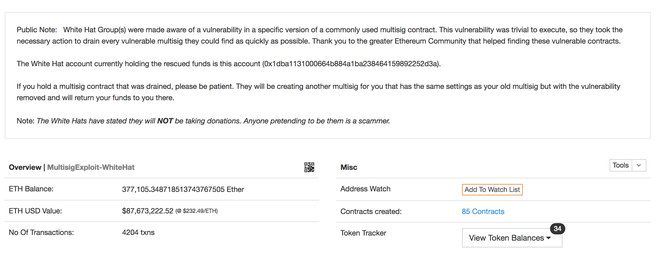 Public Note: White Hat Group(s) were made aware of a vulnerability in a specific version of a commonly used multisig contract. This vulnerability was trivial to execute, so they took the
necessary action to drain every vulnerable multisig they could find as quickly as possible. Thank you to the greater Ethereum Community that helped finding these vulnerable contracts.
The White Hat account currently holding the rescued funds is this account (0x1dba1131000664b884a1ba238464159892252d3a).
If you hold a multisig contract that was drained, please be patient. They will be creating another multisig for you that has the same settings as your old multisig but with the vulnerability
removed and will return your funds to you there.
Note: The White Hats have stated they will NOT be taking donations. Anyone pretending to be them is a scammer.
Overview | MultisigExploit-WhiteHat
ETH Balance: 377,105.348718513743767505 Ether
ETH USD Value: $87,673,222.52 (@ $232.49/ETH)
No Of Transactions: 4204 txns
Misc Tools
Address Watch Add To Watch List
Contracts created: 85 Contracts
34
Token Tracker View Token Balances